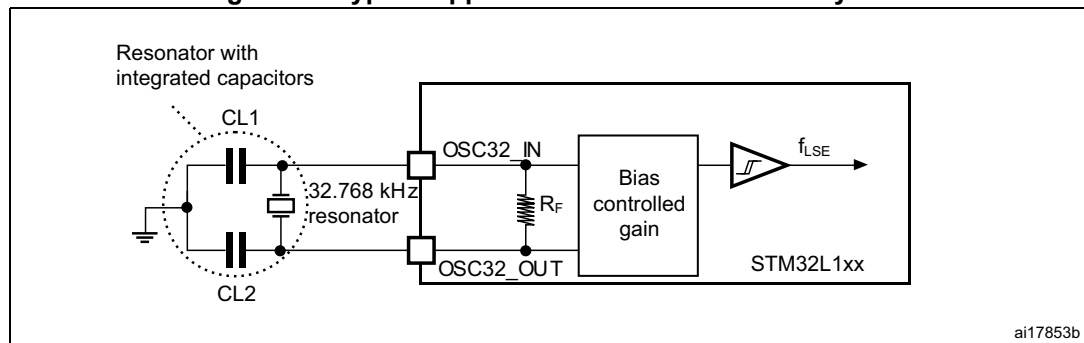 Resonator with
integrated capacitors
CL1
OSC32_IN
fLSE
32.768 kHz
resonator
RF
Bias
controlled
gain
OSC32_OUT
STM32L1xx
CL2
ai17853b